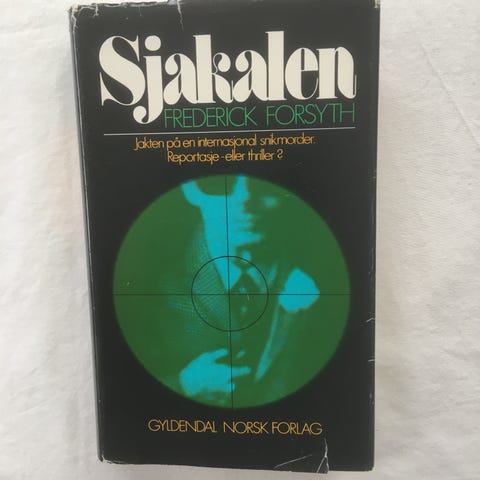 Sjakalen
FREDERICK FORSYTH
Jakten på en internasjonal snikmorder.
Reportasje - eller thriller?
GYLDENDAL NORSK FORLAG